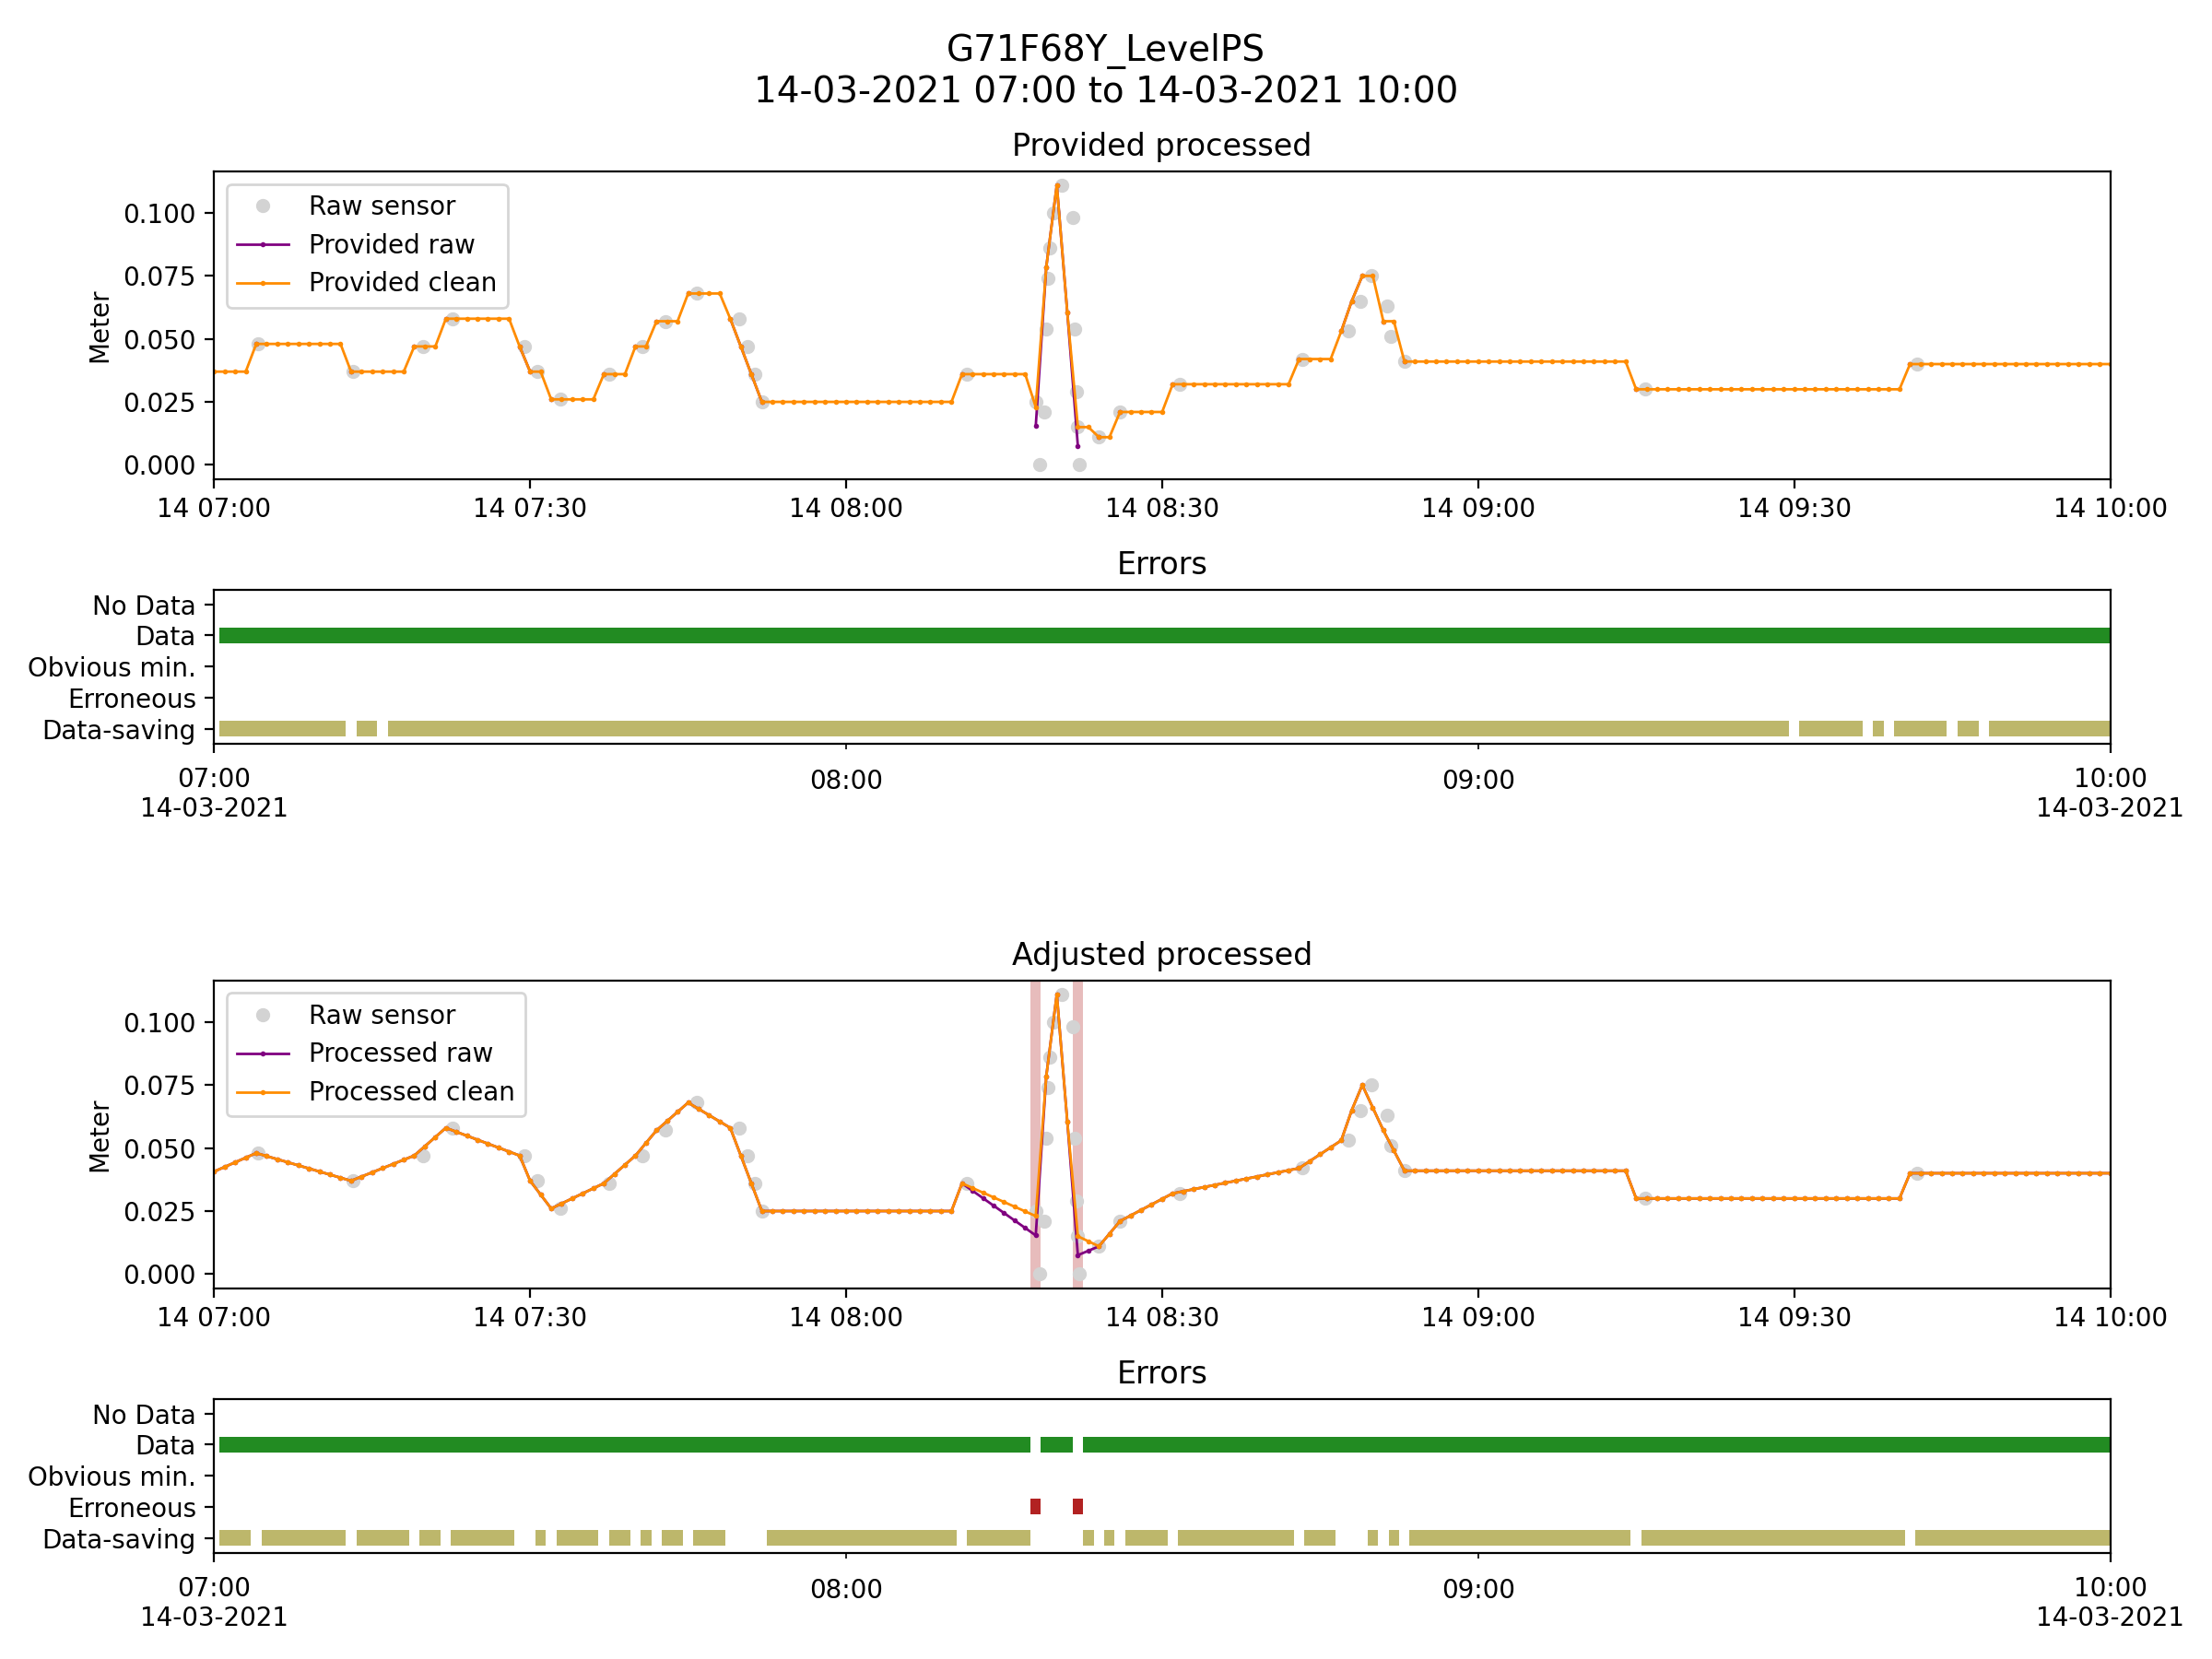 G71F68Y_LevelPS
14-03-2021 07:00 to 14-03-2021 10:00
Provided processed
Raw sensor
Provided raw
Provided clean
Meter
0.100
0.075
0.050
0.025
0.000
14 07:00 14 07:30 14 08:00 14 08:30 14 09:00 14 09:30 14 10:00
Errors
No Data
Data
Obvious min.
Erroneous
Data-saving
07:00 08:00 09:00 10:00
14-03-2021 14-03-2021
Adjusted processed
Raw sensor
Processed raw
Processed clean
Meter
0.100
0.075
0.050
0.025
0.000
14 07:00 14 07:30 14 08:00 14 08:30 14 09:00 14 09:30 14 10:00
Errors
No Data
Data
Obvious min.
Erroneous
Data-saving
07:00 08:00 09:00 10:00
14-03-2021 14-03-2021